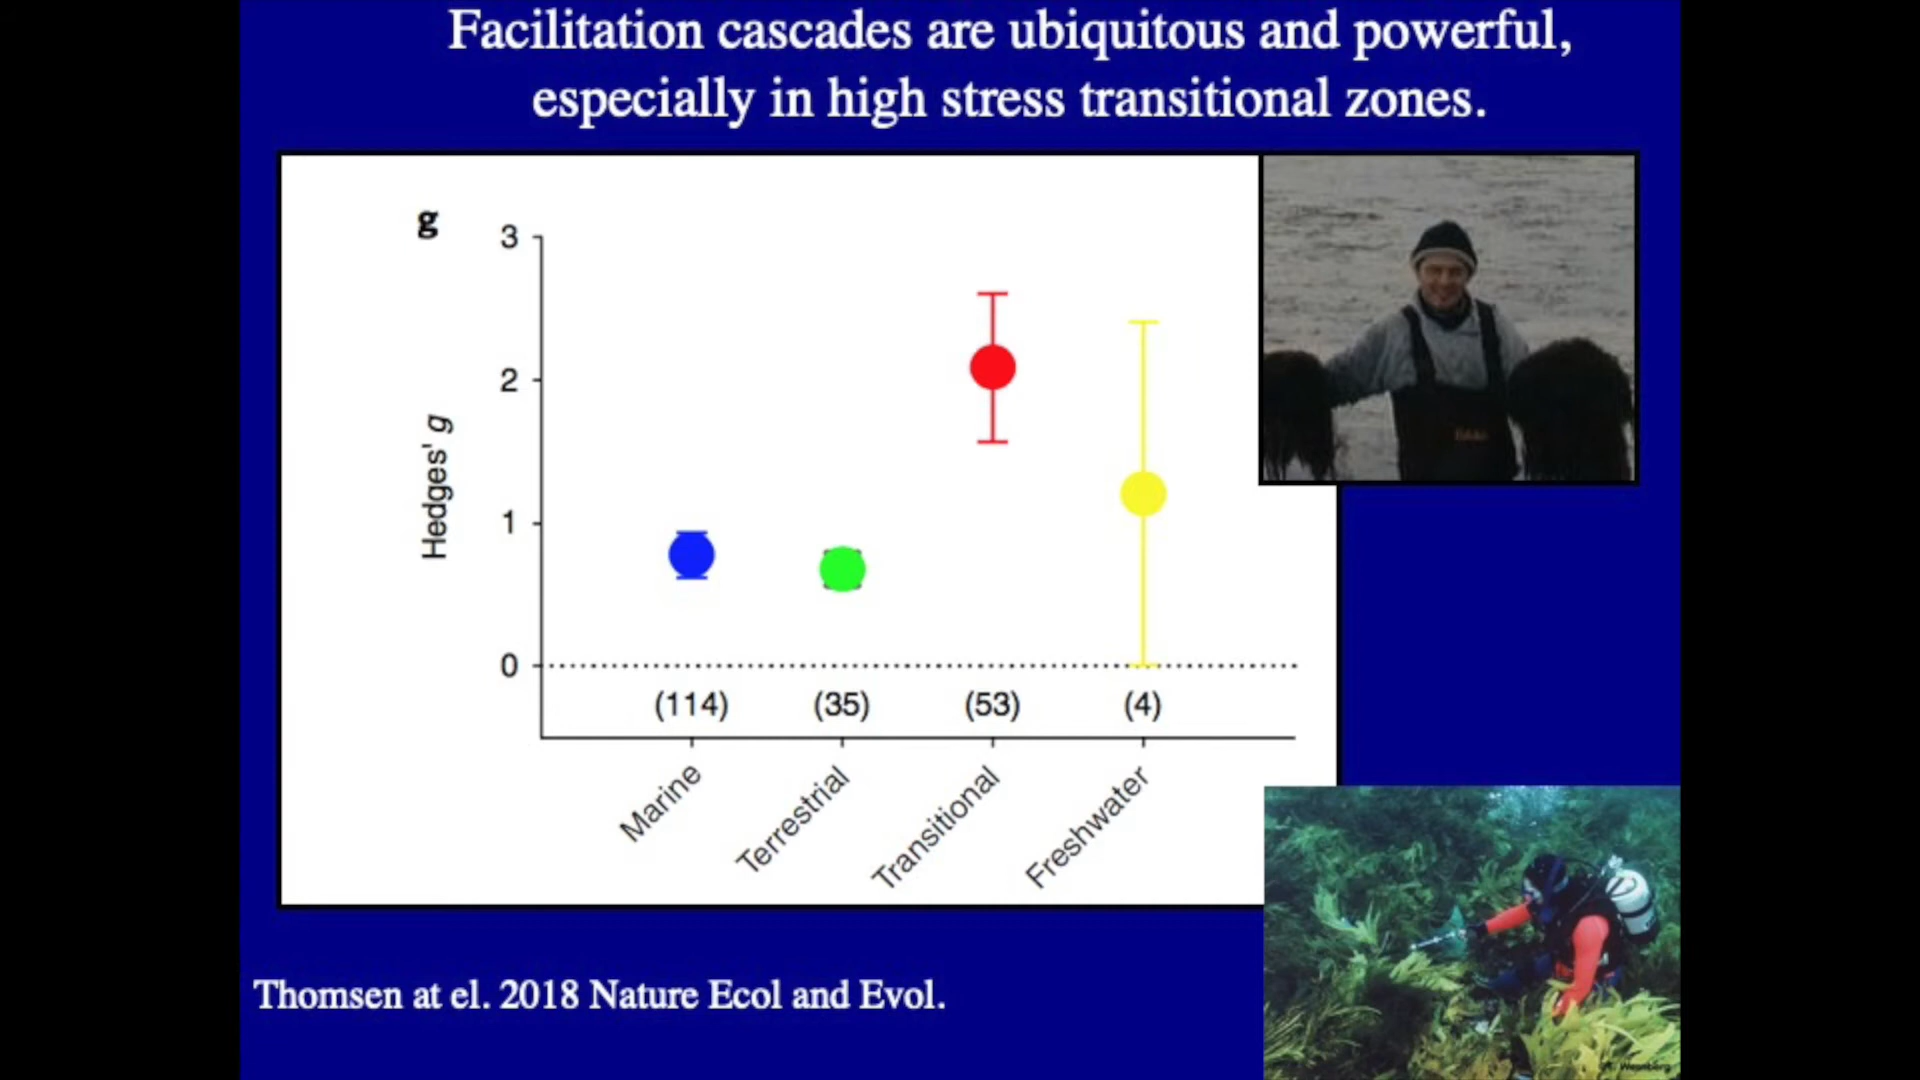 Facilitation cascades are ubiquitous and powerful,
especially in high stress transitional zones.
g
3
2
1
0
Hedges' g
(114) (35) (53) (4)
Marine Terrestrial Transitional Freshwater
Thomsen at el. 2018 Nature Ecol and Evol.